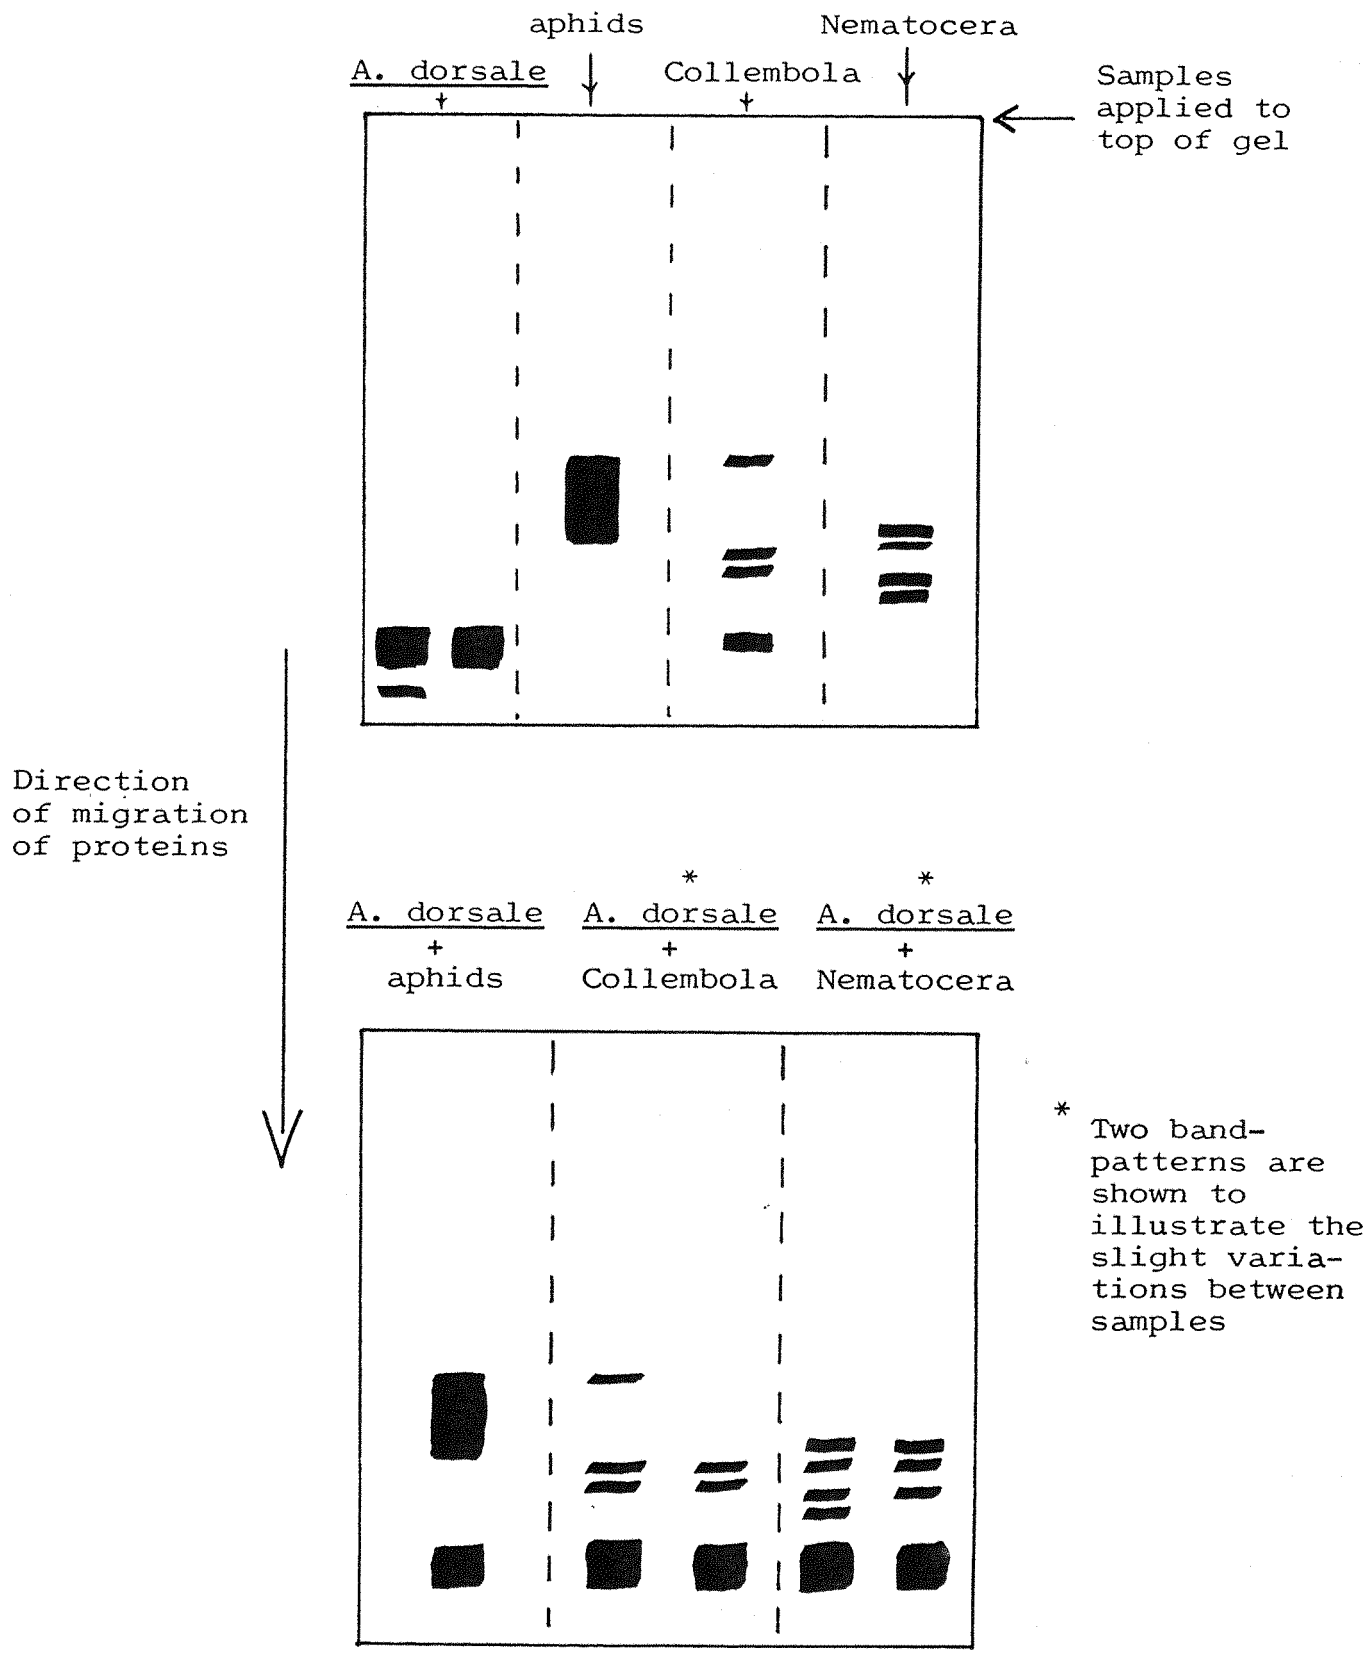 aphids
Nematocera
A. dorsale
Collembola
Samples
applied to
top of gel
Direction
of migration
of proteins
* *
A. dorsale A. dorsale A. dorsale
+ + +
aphids Collembola Nematocera
* Two band-
patterns are
shown to
illustrate the
slight varia-
tions between
samples